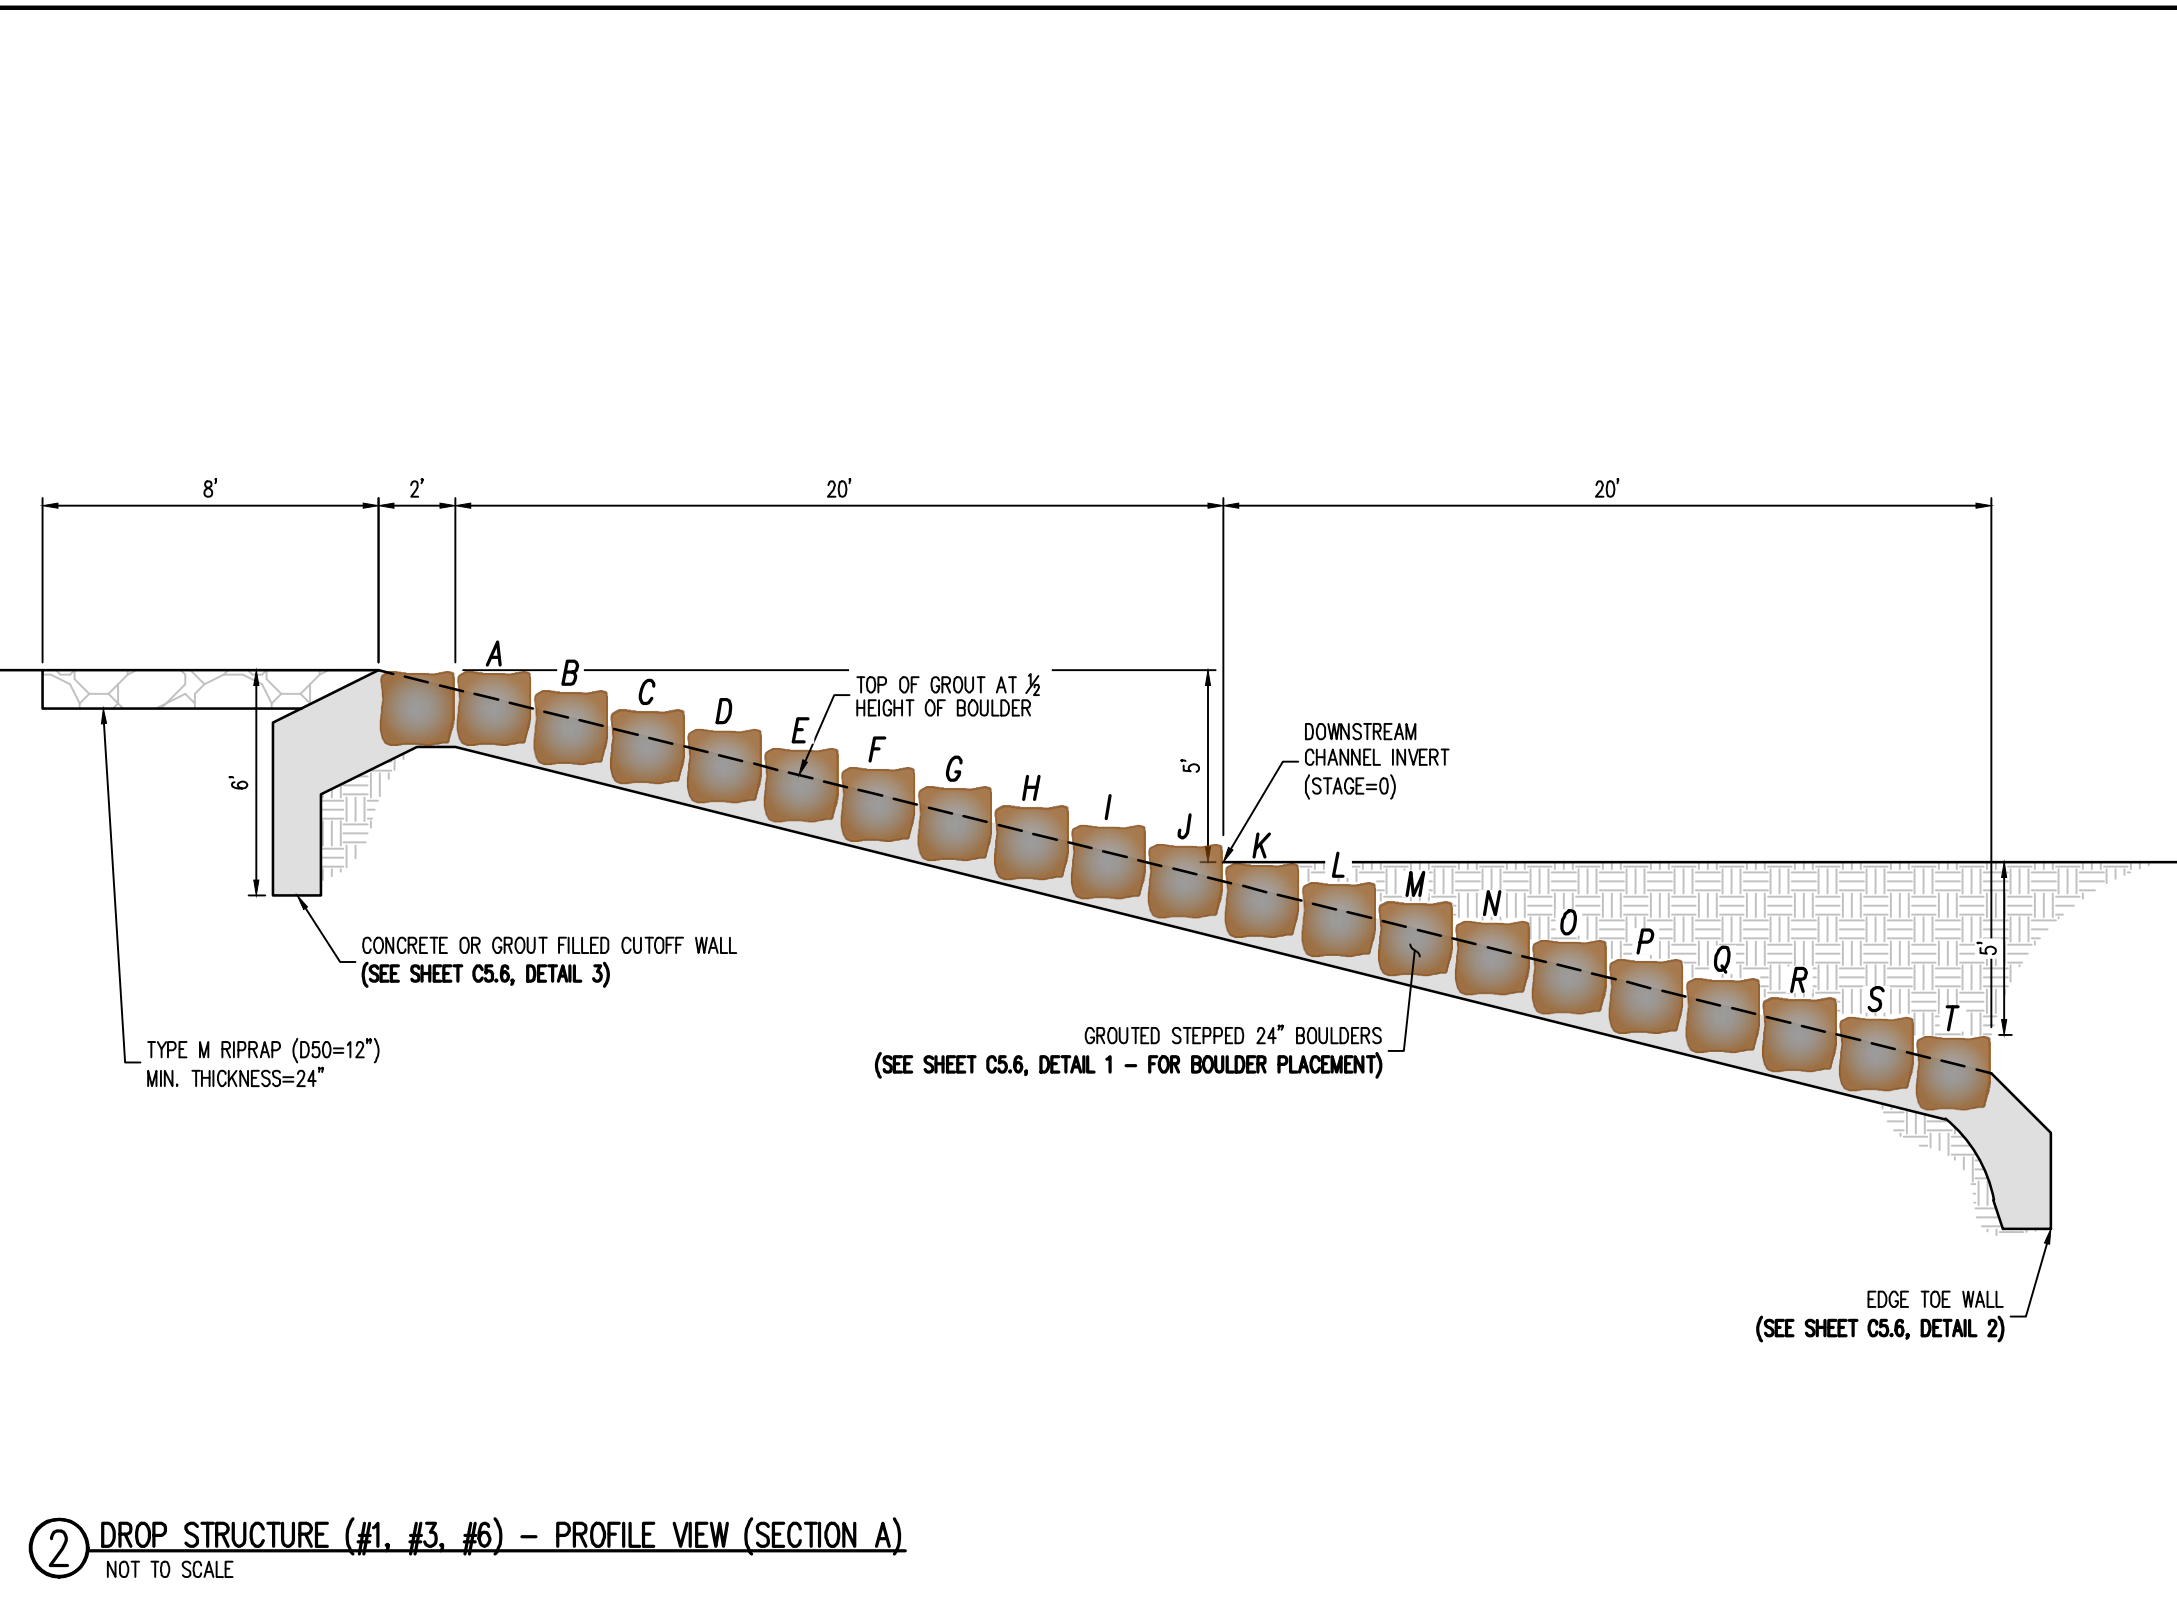 8'
2'
20'
20'
A
B
C
D
E
F
G
H
I
J
K
L
M
N
O
P
Q
R
S
T
TOP OF GROUT AT ½
HEIGHT OF BOULDER
5'
DOWNSTREAM
CHANNEL INVERT
(STAGE=0)
6'
5'
CONCRETE OR GROUT FILLED CUTOFF WALL
(SEE SHEET C5.6, DETAIL 3)
TYPE M RIPRAP (D50=12")
MIN. THICKNESS=24"
GROUTED STEPPED 24" BOULDERS
(SEE SHEET C5.6, DETAIL 1 - FOR BOULDER PLACEMENT)
EDGE TOE WALL
(SEE SHEET C5.6, DETAIL 2)
2 DROP STRUCTURE (#1, #3, #6) - PROFILE VIEW (SECTION A)
NOT TO SCALE